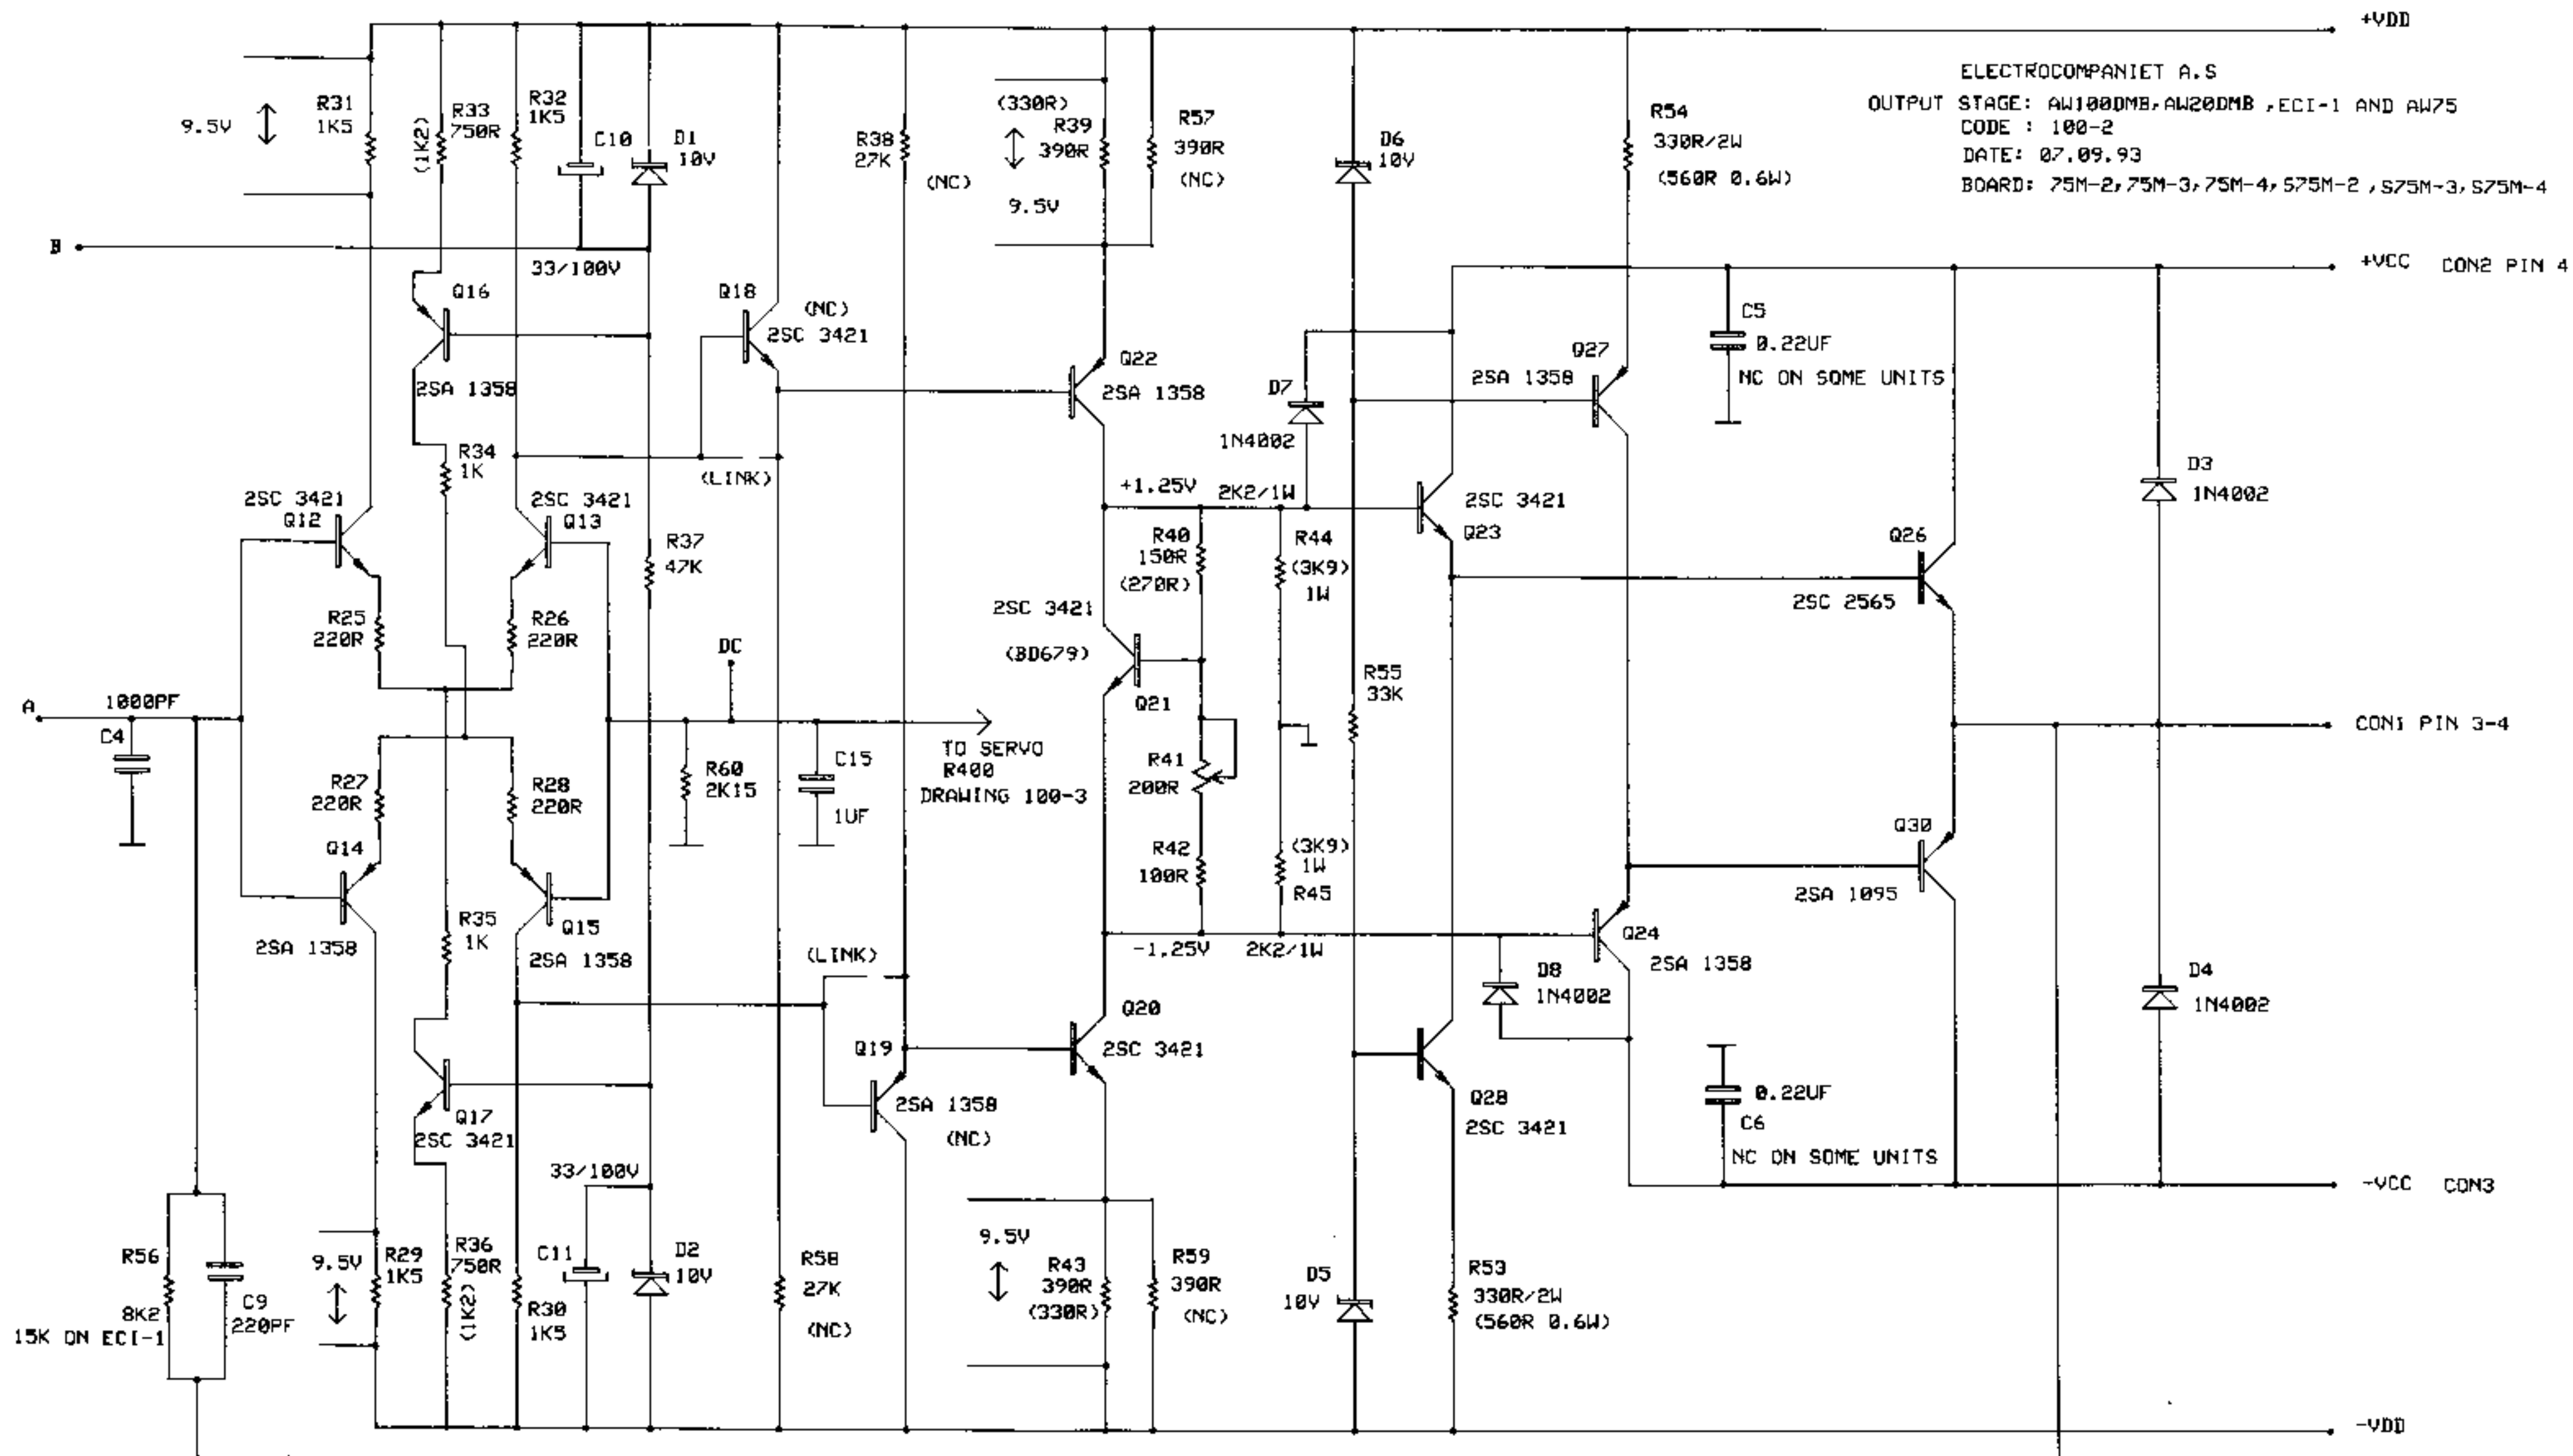 +VDD
ELECTROCOMPANIET A.S
OUTPUT STAGE: AW100DMB,AW20DMB ,ECI-1 AND AW75
CODE : 100-2
DATE: 07.09.93
BOARD: 75M-2,75M-3,75M-4,S75M-2 ,S75M-3,S75M-4
9.5V
R31
1K5
(1K2)
R33
750R
R32
1K5
C10
D1
10V
R38
27K
(NC)
(330R)
R39
390R
9.5V
R57
390R
(NC)
D6
10V
R54
330R/2W
(560R 0.6W)
B
33/100V
+VCC CON2 PIN 4
Q16
2SA 1358
Q18
(NC)
2SC 3421
Q22
2SA 1358
D7
1N4002
Q27
2SA 1358
C5
0.22UF
NC ON SOME UNITS
R34
1K
(LINK)
D3
1N4002
2SC 3421
Q12
2SC 3421
Q13
+1.25V
2K2/1W
2SC 3421
Q23
R37
47K
R40
150R
(270R)
R44
(3K9)
1W
Q26
2SC 2565
R25
220R
R26
220R
2SC 3421
(BD679)
Q21
DC
R55
33K
A
1000PF
C4
TO SERVO
R400
DRAWING 100-3
CON1 PIN 3-4
R27
220R
R28
220R
R60
2K15
C15
1UF
R41
200R
Q14
2SA 1358
R42
100R
(3K9)
1W
R45
Q30
2SA 1095
R35
1K
Q15
2SA 1358
(LINK)
-1.25V
2K2/1W
Q24
2SA 1358
D8
1N4002
D4
1N4002
Q19
2SA 1358
(NC)
Q20
2SC 3421
Q17
2SC 3421
Q28
2SC 3421
0.22UF
C6
NC ON SOME UNITS
33/100V
-VCC CON3
R56
8K2
15K ON ECI-1
C9
220PF
9.5V
R29
1K5
R36
750R
(1K2)
R30
1K5
C11
D2
10V
R58
27K
(NC)
9.5V
R43
390R
(330R)
R59
390R
(NC)
D5
10V
R53
330R/2W
(560R 0.6W)
-VDD